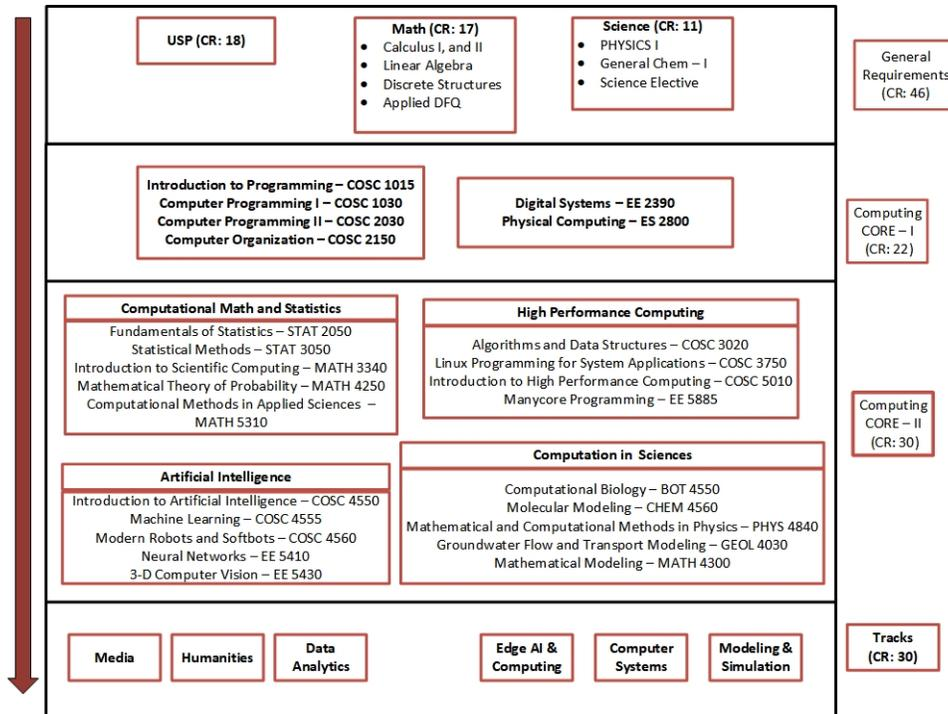 USP (CR: 18)
Math (CR: 17)
• Calculus I, and II
• Linear Algebra
• Discrete Structures
• Applied DFQ
Science (CR: 11)
• PHYSICS I
• General Chem – I
• Science Elective
General
Requirements
(CR: 46)
Introduction to Programming – COSC 1015
Computer Programming I – COSC 1030
Computer Programming II – COSC 2030
Computer Organization – COSC 2150
Digital Systems – EE 2390
Physical Computing – ES 2800
Computing
CORE – I
(CR: 22)
Computational Math and Statistics
Fundamentals of Statistics – STAT 2050
Statistical Methods – STAT 3050
Introduction to Scientific Computing – MATH 3340
Mathematical Theory of Probability – MATH 4250
Computational Methods in Applied Sciences –
MATH 5310
High Performance Computing
Algorithms and Data Structures – COSC 3020
Linux Programming for System Applications – COSC 3750
Introduction to High Performance Computing – COSC 5010
Manycore Programming – EE 5885
Computing
CORE – II
(CR: 30)
Artificial Intelligence
Introduction to Artificial Intelligence – COSC 4550
Machine Learning – COSC 4555
Modern Robots and Softbots – COSC 4560
Neural Networks – EE 5410
3-D Computer Vision – EE 5430
Computation in Sciences
Computational Biology – BOT 4550
Molecular Modeling – CHEM 4560
Mathematical and Computational Methods in Physics – PHYS 4840
Groundwater Flow and Transport Modeling – GEOL 4030
Mathematical Modeling – MATH 4300
Media
Humanities
Data
Analytics
Edge AI &
Computing
Computer
Systems
Modeling &
Simulation
Tracks
(CR: 30)